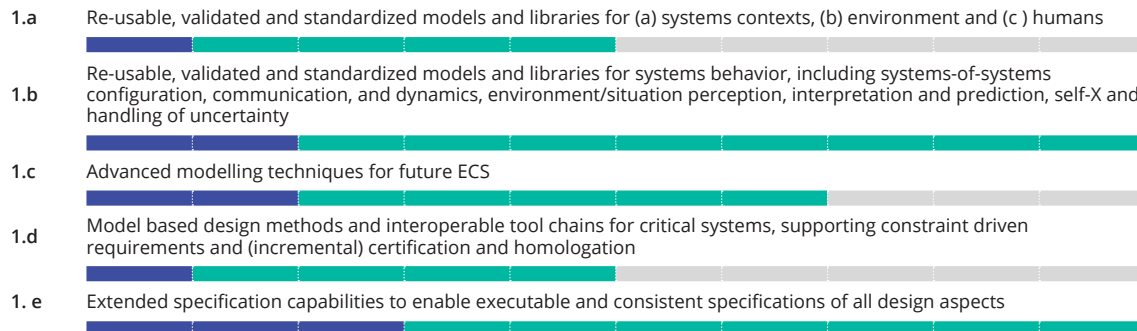 1.a Re-usable, validated and standardized models and libraries for (a) systems contexts, (b) environment and (c ) humans
Re-usable, validated and standardized models and libraries for systems behavior, including systems-of-systems
1.b configuration, communication, and dynamics, environment/situation perception, interpretation and prediction, self-X and
handling of uncertainty
1.c Advanced modelling techniques for future ECS
Model based design methods and interoperable tool chains for critical systems, supporting constraint driven
1.d requirements and (incremental) certification and homologation
1. e Extended specification capabilities to enable executable and consistent specifications of all design aspects